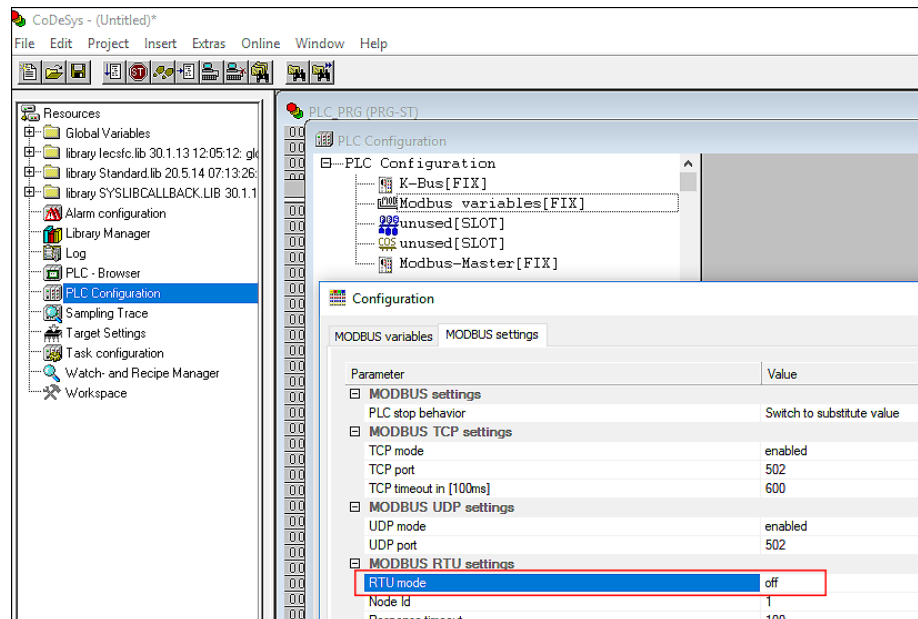 CoDeSys - (Untitled)*
File Edit Project Insert Extras Online Window Help
Resources
Global Variables
library Iecsfc.lib 30.1.13 12:05:12: glo
library Standard.lib 20.5.14 07:13:26:
library SYSLIBCALLBACK.LIB 30.1.1
Alarm configuration
Library Manager
Log
PLC - Browser
PLC Configuration
Sampling Trace
Target Settings
Task configuration
Watch- and Recipe Manager
Workspace
PLC_PRG (PRG-ST)
PLC Configuration
PLC Configuration
K-Bus[FIX]
Modbus variables[FIX]
unused[SLOT]
unused[SLOT]
Modbus-Master[FIX]
Configuration
MODBUS variables MODBUS settings
Parameter Value
MODBUS settings
PLC stop behavior Switch to substitute value
MODBUS TCP settings
TCP mode enabled
TCP port 502
TCP timeout in [100ms] 600
MODBUS UDP settings
UDP mode enabled
UDP port 502
MODBUS RTU settings
RTU mode off
Node Id 1
Response timeout 100